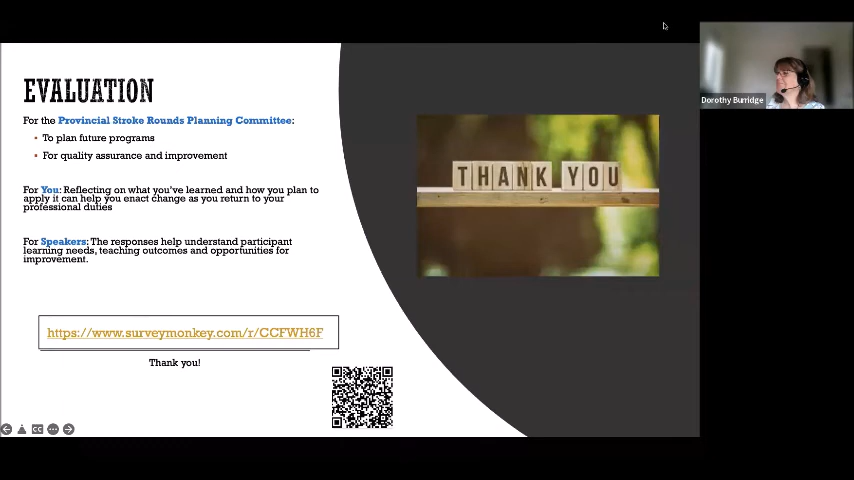 EVALUATION
For the Provincial Stroke Rounds Planning Committee:
• To plan future programs
• For quality assurance and improvement
For You: Reflecting on what you've learned and how you plan to
apply it can help you enact change as you return to your
professional duties
For Speakers: The responses help understand participant
learning needs, teaching outcomes and opportunities for
improvement.
https://www.surveymonkey.com/r/CCFWH6F
Thank you!
CC
THANK YOU
Dorothy Burridge